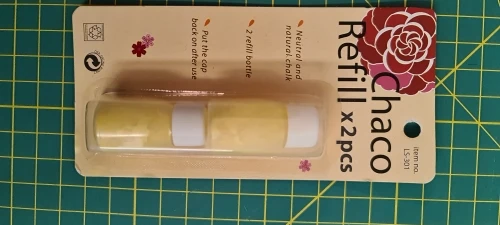 Item no.
LS-301
Chaco
Refill x2pcs
Neutral and
natural chalk
2 refill bottle
Put the cap
back on after use